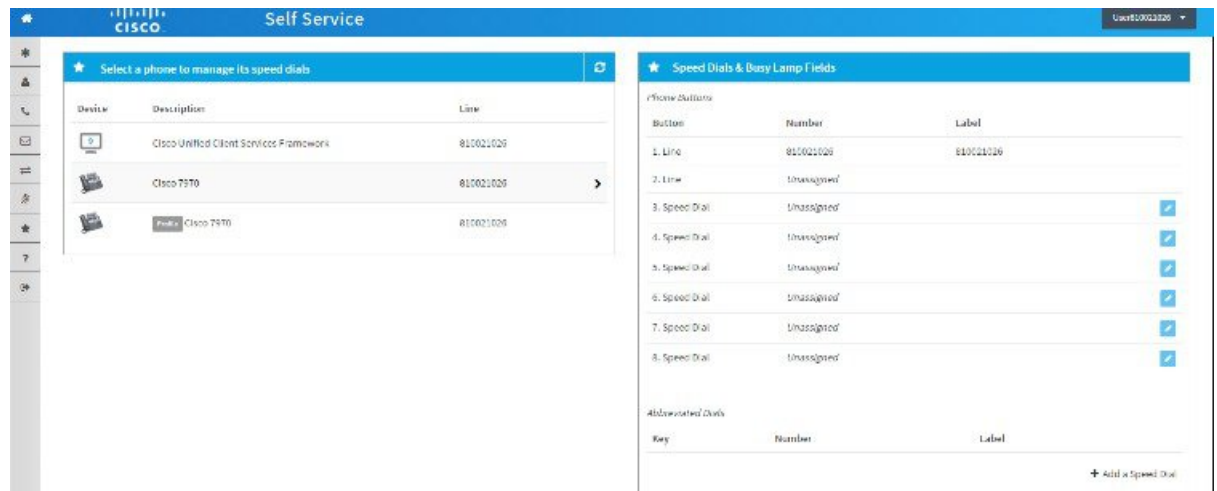 CISCO
Self Service
User810021026
Select a phone to manage its speed dials
Device Description Line
Cisco Unified Client Services Framework 810021026
Cisco 7970 810021026
Cisco 7970 810021026
Speed Dials & Busy Lamp Fields
Phone Buttons
Button Number Label
1. Line 810021026 810021026
2. Line Unassigned
3. Speed Dial Unassigned
4. Speed Dial Unassigned
5. Speed Dial Unassigned
6. Speed Dial Unassigned
7. Speed Dial Unassigned
8. Speed Dial Unassigned
Abbreviated Dials
Key Number Label
+ Add a Speed Dial